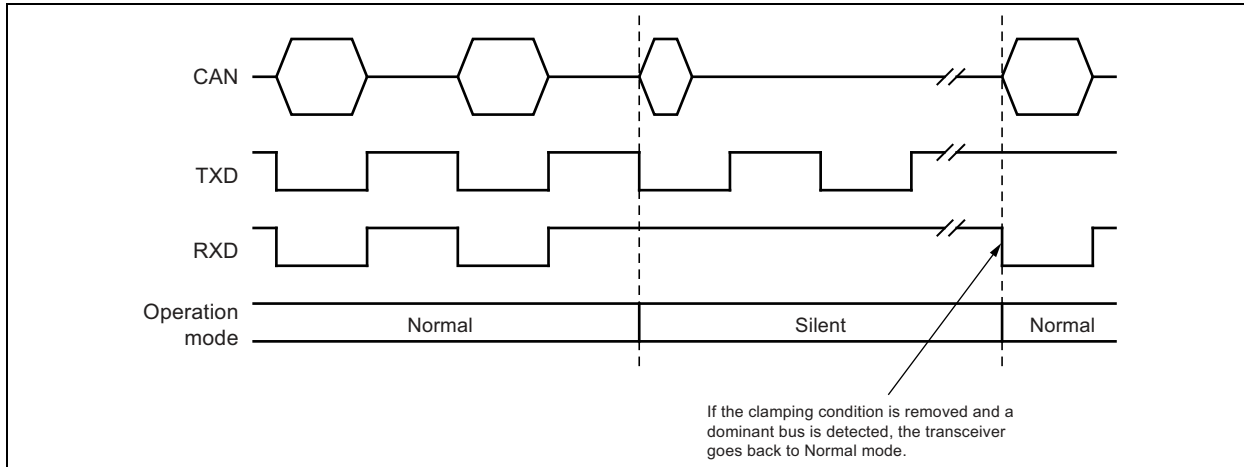 CAN
TXD
RXD
Operation
mode
Normal
Silent
Normal
If the clamping condition is removed and a
dominant bus is detected, the transceiver
goes back to Normal mode.